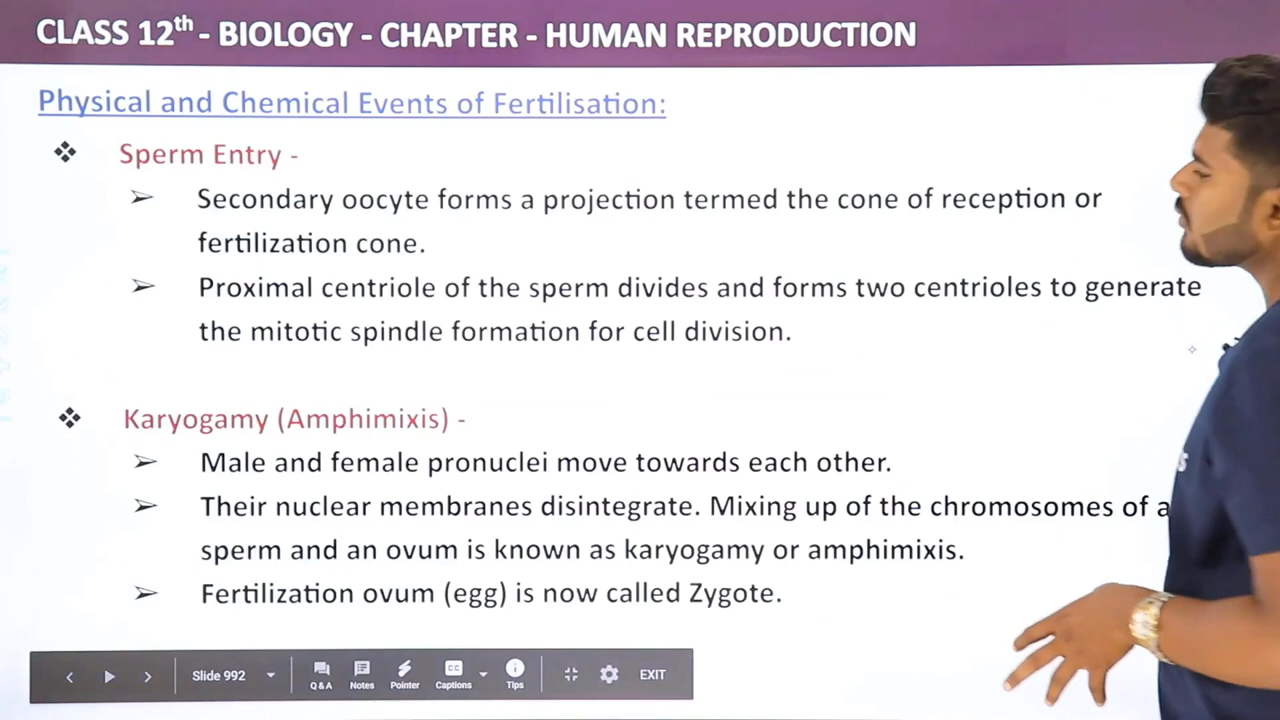 CLASS 12th - BIOLOGY - CHAPTER - HUMAN REPRODUCTION
Physical and Chemical Events of Fertilisation:
❖ Sperm Entry -
➢ Secondary oocyte forms a projection termed the cone of reception or
fertilization cone.
➢ Proximal centriole of the sperm divides and forms two centrioles to generate
the mitotic spindle formation for cell division.
❖ Karyogamy (Amphimixis) -
➢ Male and female pronuclei move towards each other.
➢ Their nuclear membranes disintegrate. Mixing up of the chromosomes of a
sperm and an ovum is known as karyogamy or amphimixis.
➢ Fertilization ovum (egg) is now called Zygote.
Slide 992 Q&A Notes Pointer Captions CC Tips EXIT